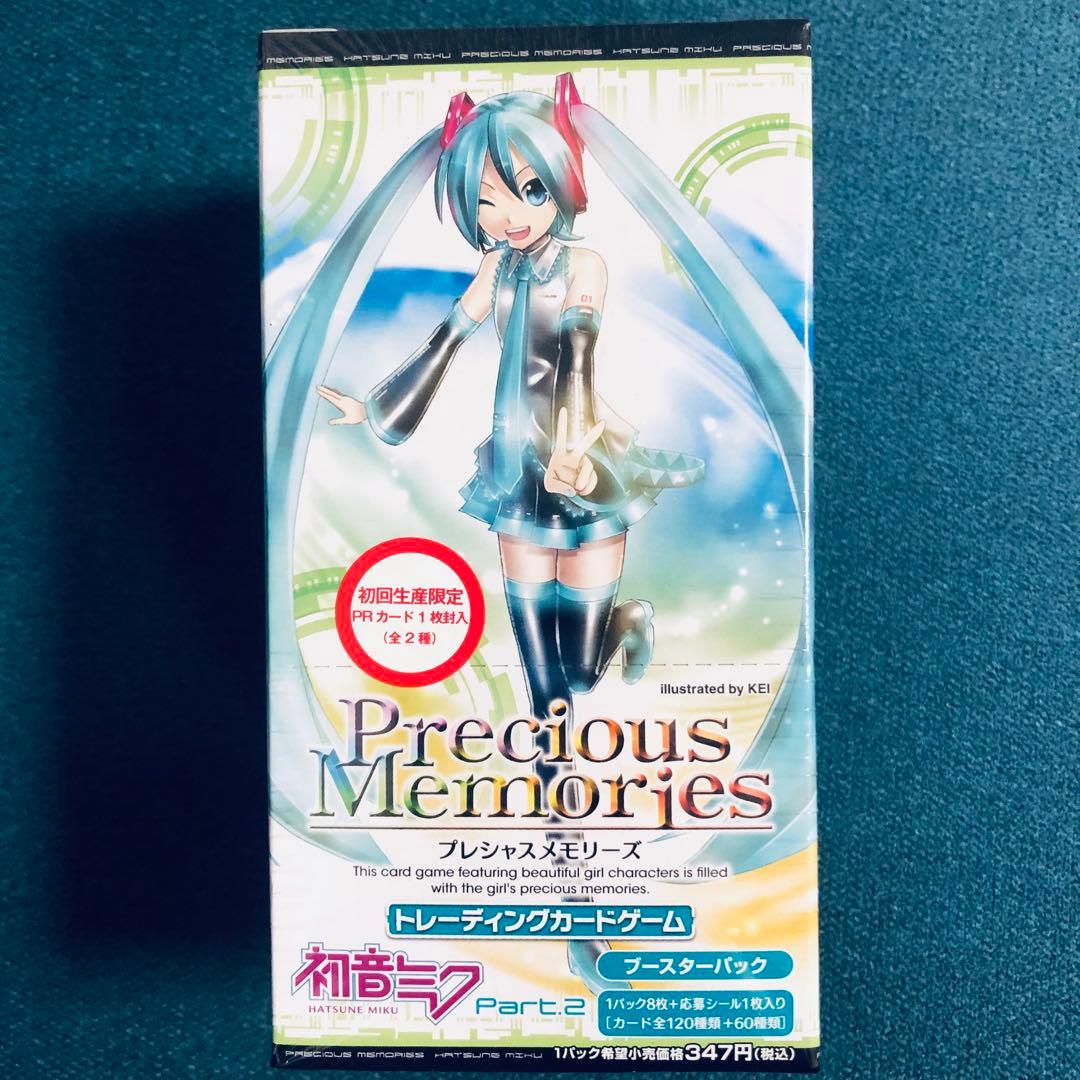 MEMORIES HATSUNE MIKU PRECIOUS MEMORIES HATSUNE MIKU PRECIOUS
01
初回生産限定
PRカード1枚封入
(全2種)
illustrated by KEI
Precious
Memories
プレシャスメモリーズ
This card game featuring beautiful girl characters is filled
with the girl's precious memories.
トレーディングカードゲーム
初音ミク
HATSUNE MIKU
Part.2
ブースターパック
1パック8枚+応募シール1枚入り
[カード全120種類+60種類]
PRECIOUS MEMORIES HATSUNE MIKU 1パック希望小売価格347円(税込)